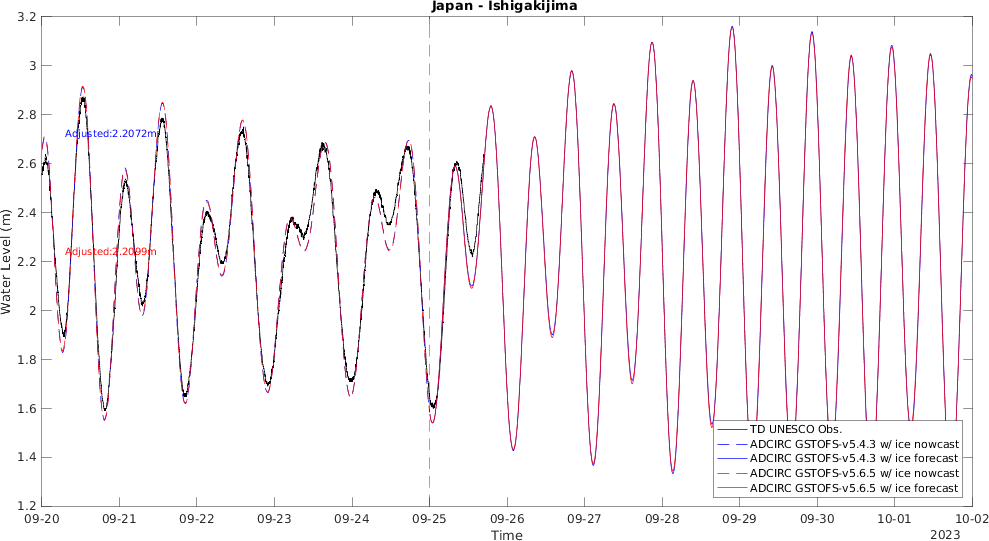 Japan - Ishigakijima
Water Level (m)
3.2
3
2.8
2.6
2.4
2.2
2
1.8
1.6
1.4
1.2
Adjusted:2.2072m
Adjusted:2.2099m
TD UNESCO Obs.
ADCIRC GSTOFS-v5.4.3 w/ ice nowcast
ADCIRC GSTOFS-v5.4.3 w/ ice forecast
ADCIRC GSTOFS-v5.6.5 w/ ice nowcast
ADCIRC GSTOFS-v5.6.5 w/ ice forecast
09-20 09-21 09-22 09-23 09-24 09-25 09-26 09-27 09-28 09-29 09-30 10-01 10-02
Time
2023